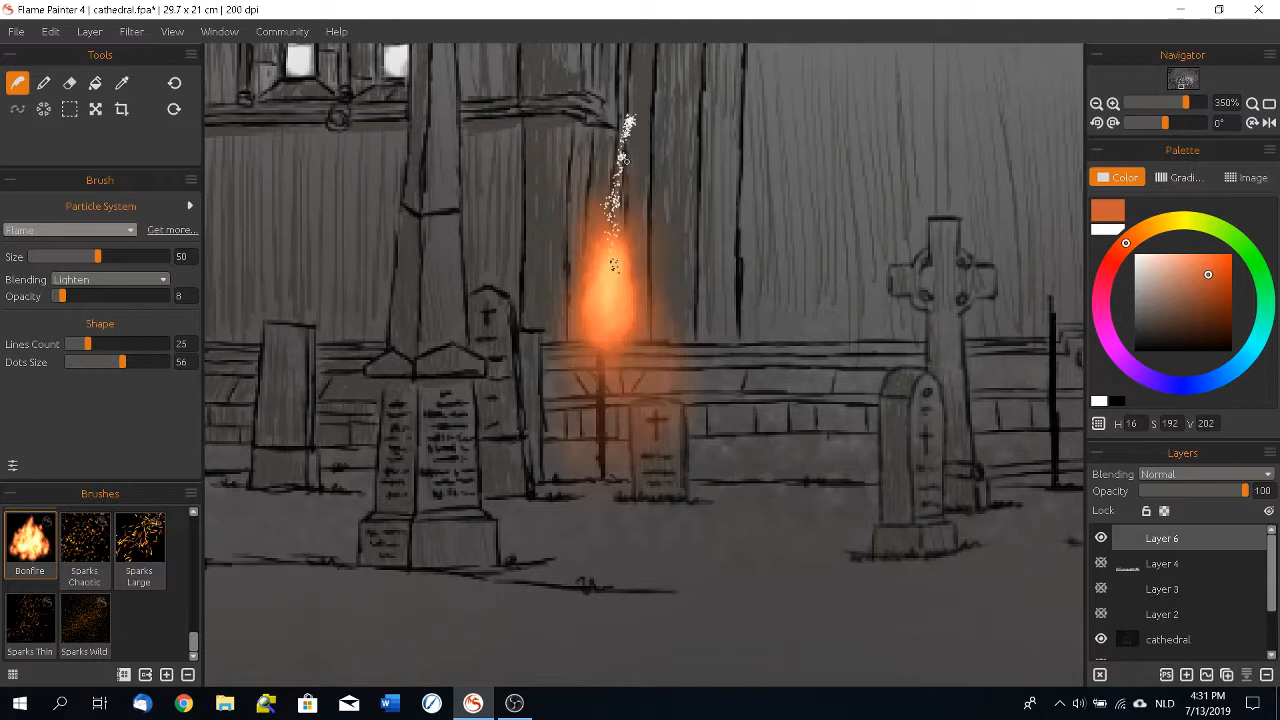 Flame Painter 4 | cathedral.fpa* | 29.7 x 21 cm | 200 dpi
File Edit Layer Filter View Window Community Help
Tools
Brush
Particle System
Flame Get more...
Size 50
Blending Lighten
Opacity 8
Shape
Lines Count 25
Dots Size 56
Brushes
Bonfire
Sparks Chaotic
Sparks Large
Sparks Thin
Sparks Wild
Navigator
350%
0°
Palette
Color Gradi... Image
H 16 S 192 V 202
Layers
Blending Normal
Opacity 100
Lock
Layer 6
Layer 4
Layer 3
Layer 2
cathedral
PS
NLD
4:31 PM
7/13/2019